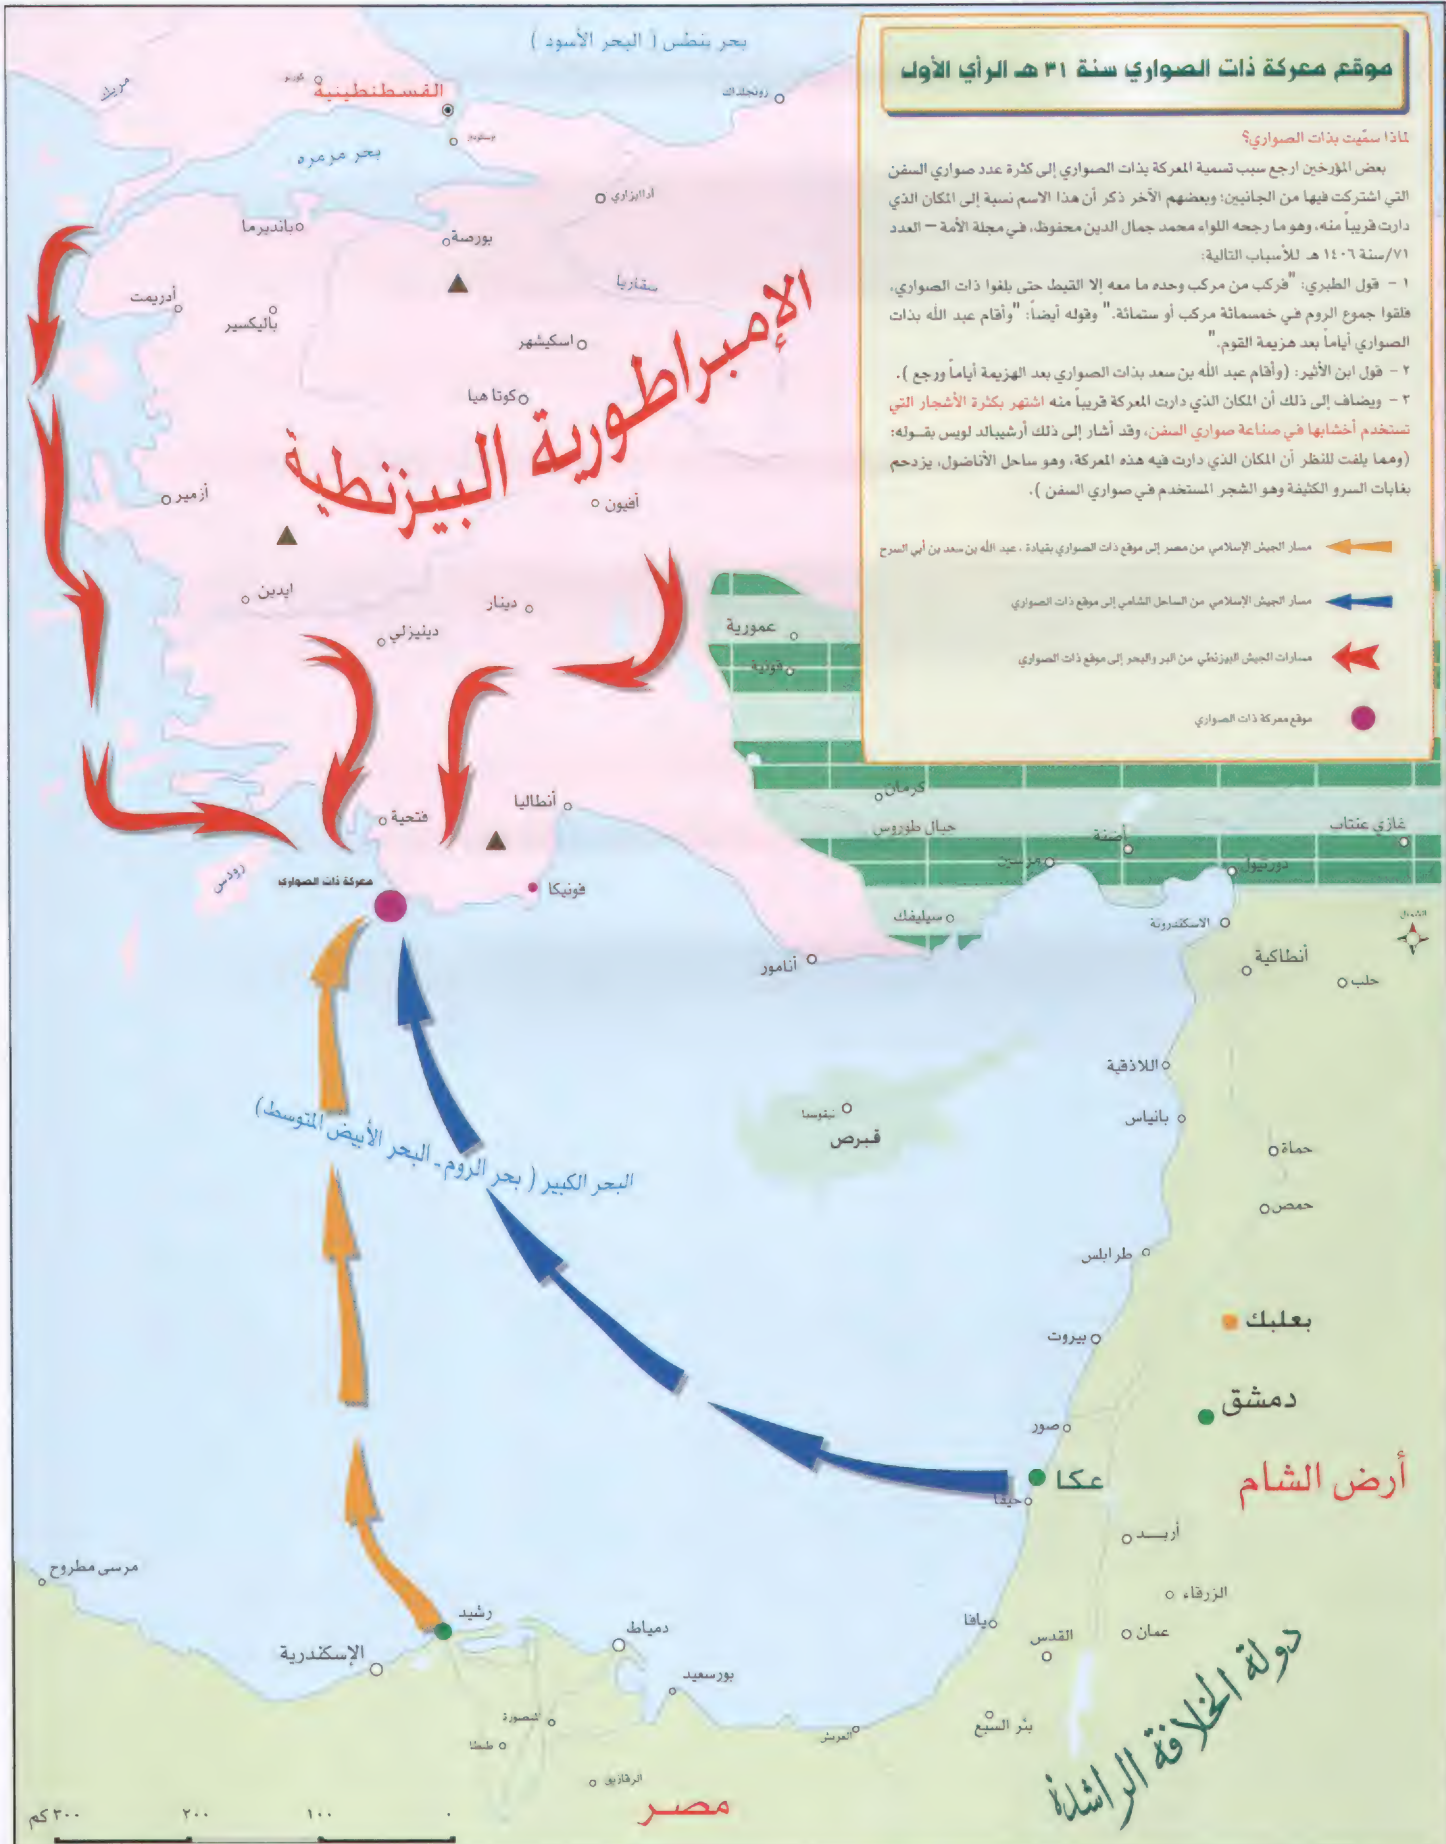 بحر بنطس ( البحر الأسود )
موقع معركة ذات الصواري سنة ٣١ هـ الرأي الأول
لماذا سمّيت بذات الصواري؟
بعض المؤرخين ارجع سبب تسمية المعركة بذات الصواري إلى كثرة عدد صواري السفن
التي اشتركت فيها من الجانبين؛ وبعضهم الآخر ذكر أن هذا الاسم نسبة إلى المكان الذي
دارت قريباً منه، وهو ما رجحه اللواء محمد جمال الدين محفوظ، في مجلة الأمة – العدد
٧١/سنة ١٤٠٦ هـ للأسباب التالية:
١ - قول الطبري: "فركب من مركب وحده ما معه إلا القبط حتى بلغوا ذات الصواري،
فلقوا جموع الروم في خمسمائة مركب أو ستمائة." وقوله أيضاً: "وأقام عبد الله بذات
الصواري أياماً بعد هزيمة القوم."
٢ - قول ابن الأثير: (وأقام عبد الله بن سعد بذات الصواري بعد الهزيمة أياماً ورجع ).
٣ - ويضاف إلى ذلك أن المكان الذي دارت المعركة قريباً منه اشتهر بكثرة الأشجار التي
تستخدم أخشابها في صناعة صواري السفن، وقد أشار إلى ذلك أرشيبالد لويس بقوله:
(ومما يلفت للنظر أن المكان الذي دارت فيه هذه المعركة، وهو ساحل الأناضول، يزدحم
بغابات السرو الكثيفة وهو الشجر المستخدم في صواري السفن ).
مسار الجيش الإسلامي من مصر إلى موقع ذات الصواري بقيادة ، عبد الله بن سعد بن أبي السرح
مسار الجيش الإسلامي من الساحل الشامي إلى موقع ذات الصواري
مسارات الجيش البيزنطي من البر والبحر إلى موقع ذات الصواري
موقع معركة ذات الصواري
مريك
القسطنطينية
زونجلداك
بحر مرمره
أرابزاري
باندیرما
بورصة
سقاريا
أدريمت
باليكسير
اسكيشهر
كوتا هيا
الإمبراطورية البيزنطية
أزمير
أفيون
ايدين
دينار
دينيزلي
عمورية
قونية
كرمان
جبال طوروس
أضنة
غازي عنتاب
مرسين
دورتيول
أنطاليا
فتحية
رودس
معركة ذات الصواري
فونيكا
سيليفك
الاسكندرونة
الشمال
أنامور
أنطاكية
حلب
اللاذقية
نيقوسيا
قبرص
بانياس
البحر الكبير ( بحر الروم - البحر الأبيض المتوسط)
حماة
حمص
طرابلس
بعلبك
بيروت
دمشق
صور
أرض الشام
عكا
حيفا
أربــد
مرسى مطروح
الزرقاء
رشيد
دمياط
يافا
القدس
عمان
الإسكندرية
بورسعيد
دولة الخلافة الراشدة
المنصورة
العريش
بئر السبع
طنطا
الزقازيق
مصر
٣٠٠ كم
٢٠٠
١٠٠
٠